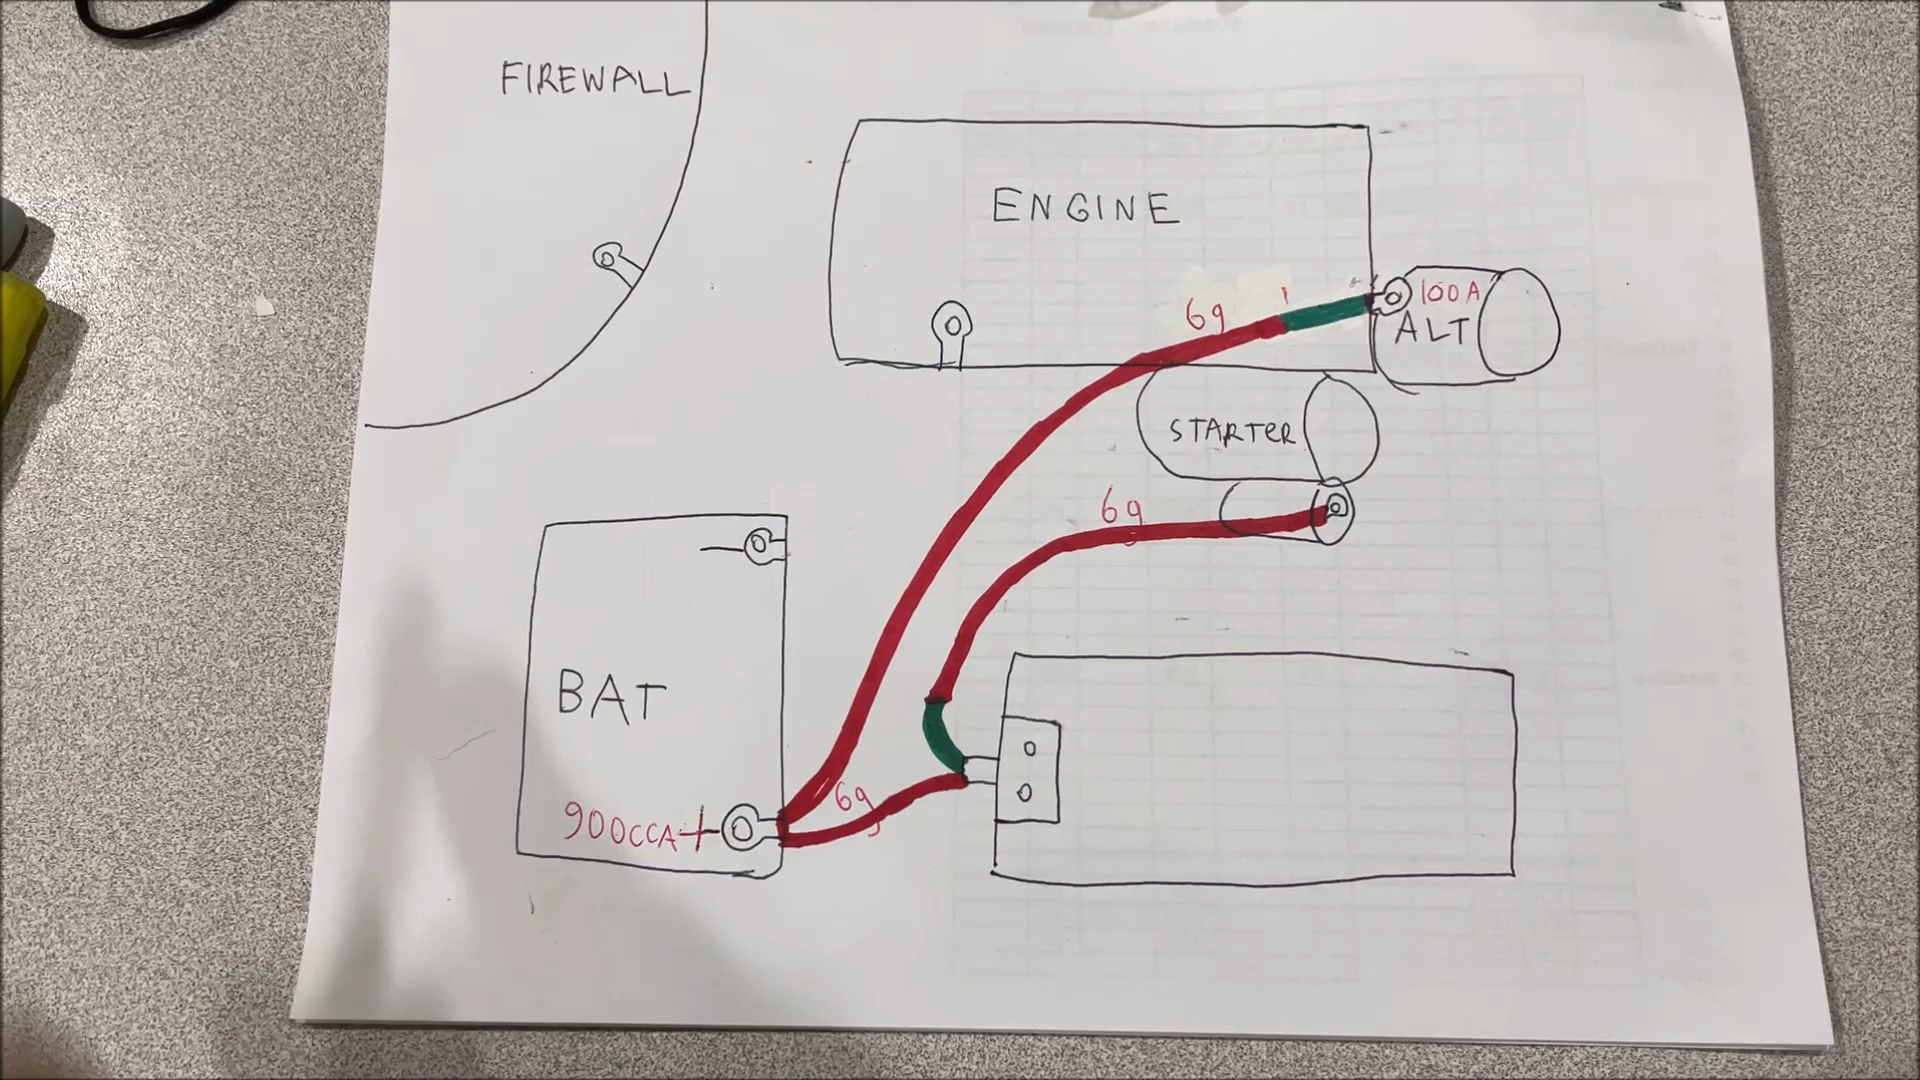 FIREWALL
ENGINE
6g
100A
ALT
STARTER
6g
BAT
6g
900CCA+